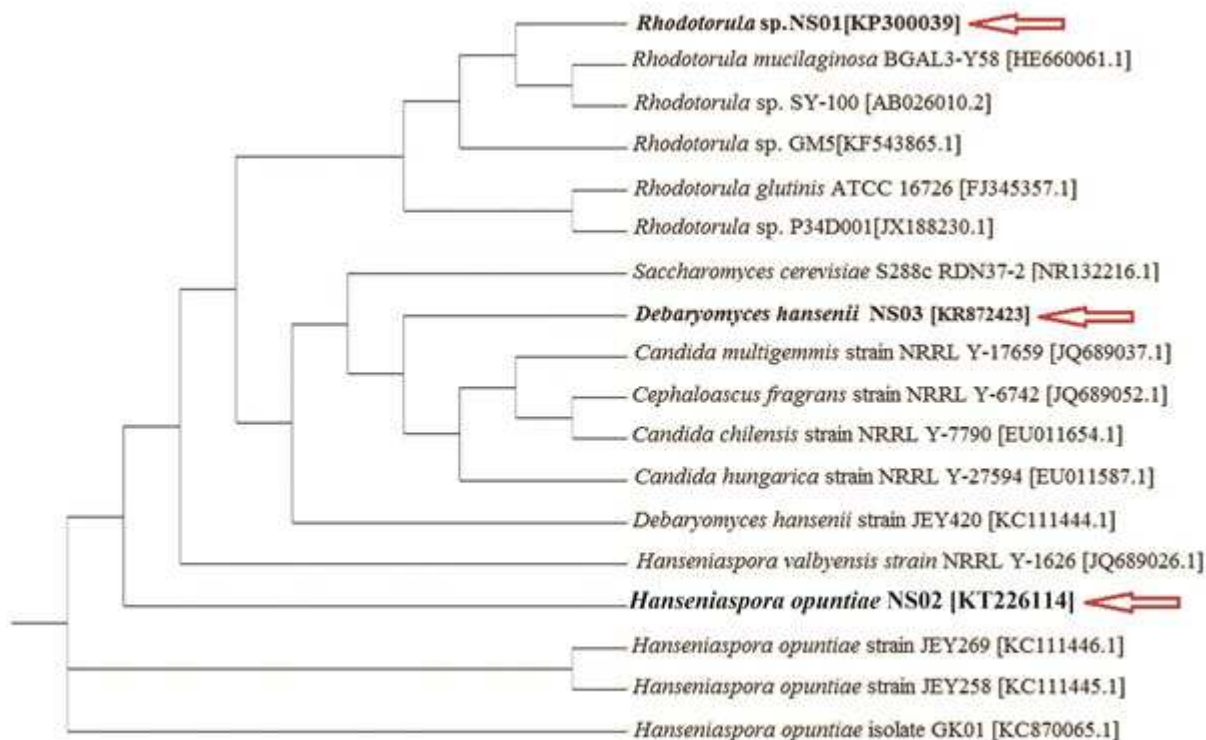 Rhodotorula sp. NS01[KP300039]
Rhodotorula mucilaginosa BGAL3-Y58 [HE660061.1]
Rhodotorula sp. SY-100 [AB026010.2]
Rhodotorula sp. GM5[KF543865.1]
Rhodotorula glutinis ATCC 16726 [FJ345357.1]
Rhodotorula sp. P34D001[JX188230.1]
Saccharomyces cerevisiae S288c RDN37-2 [NR132216.1]
Debaryomyces hansenii NS03 [KR872423]
Candida multigemmis strain NRRL Y-17659 [JQ689037.1]
Cephaloascus fragrans strain NRRL Y-6742 [JQ689052.1]
Candida chilensis strain NRRL Y-7790 [EU011654.1]
Candida hungarica strain NRRL Y-27594 [EU011587.1]
Debaryomyces hansenii strain JEY420 [KC111444.1]
Hanseniaspora valbyensis strain NRRL Y-1626 [JQ689026.1]
Hanseniaspora opuntiae NS02 [KT226114]
Hanseniaspora opuntiae strain JEY269 [KC111446.1]
Hanseniaspora opuntiae strain JEY258 [KC111445.1]
Hanseniaspora opuntiae isolate GK01 [KC870065.1]